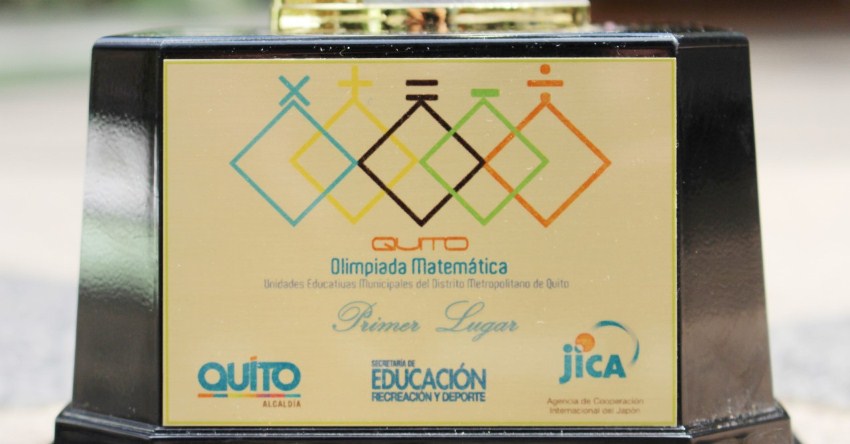 QUITO
Olimpiada Matemática
Unidades Educativas Municipales del Distrito Metropolitano de Quito
Primer Lugar
QUITO
ALCALDÍA
SECRETARÍA DE
EDUCACIÓN
RECREACIÓN Y DEPORTE
jica
Agencia de Cooperación
Internacional del Japón